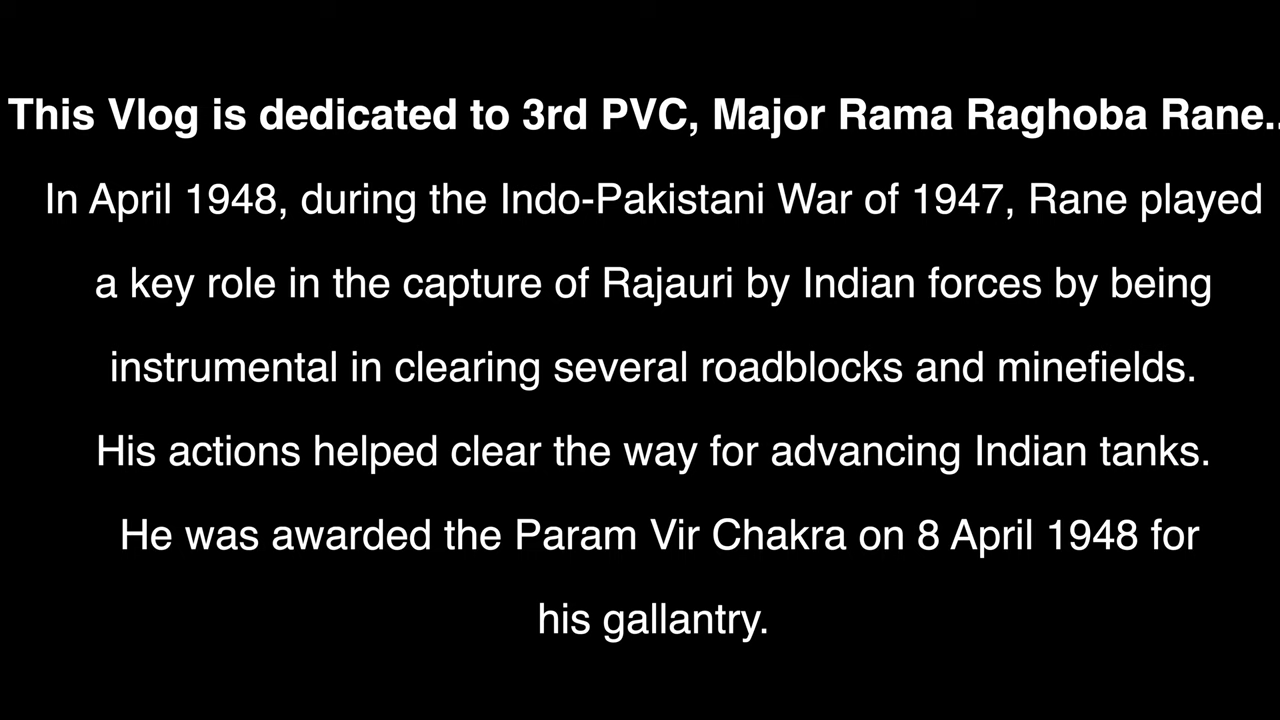 This Vlog is dedicated to 3rd PVC, Major Rama Raghoba Rane..
In April 1948, during the Indo-Pakistani War of 1947, Rane played
a key role in the capture of Rajauri by Indian forces by being
instrumental in clearing several roadblocks and minefields.
His actions helped clear the way for advancing Indian tanks.
He was awarded the Param Vir Chakra on 8 April 1948 for
his gallantry.